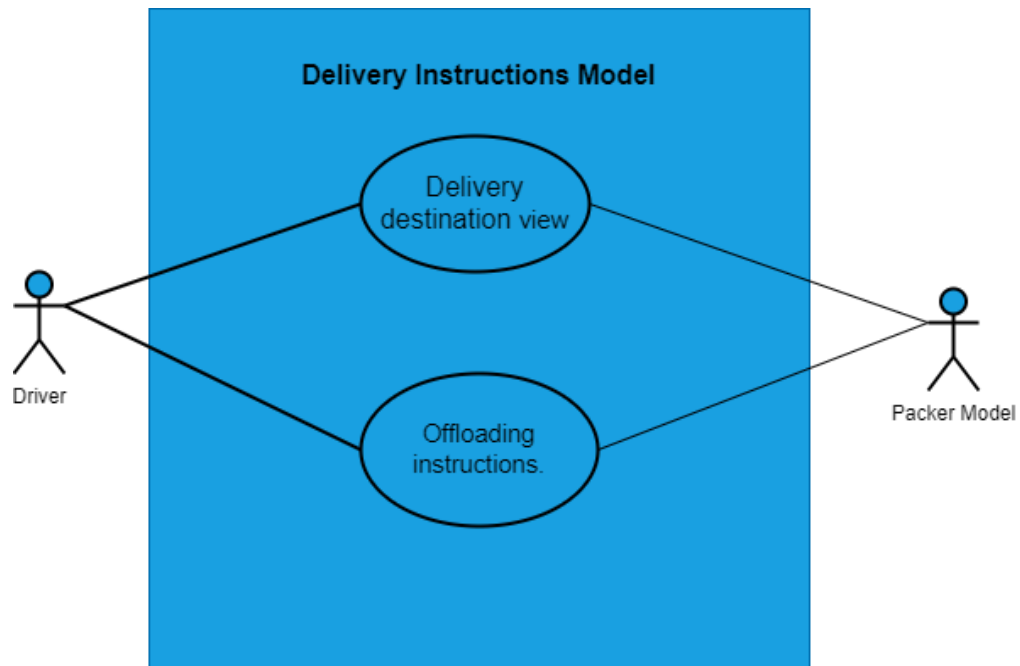 Delivery Instructions Model
Delivery
destination view
Driver
Offloading
instructions.
Packer Model